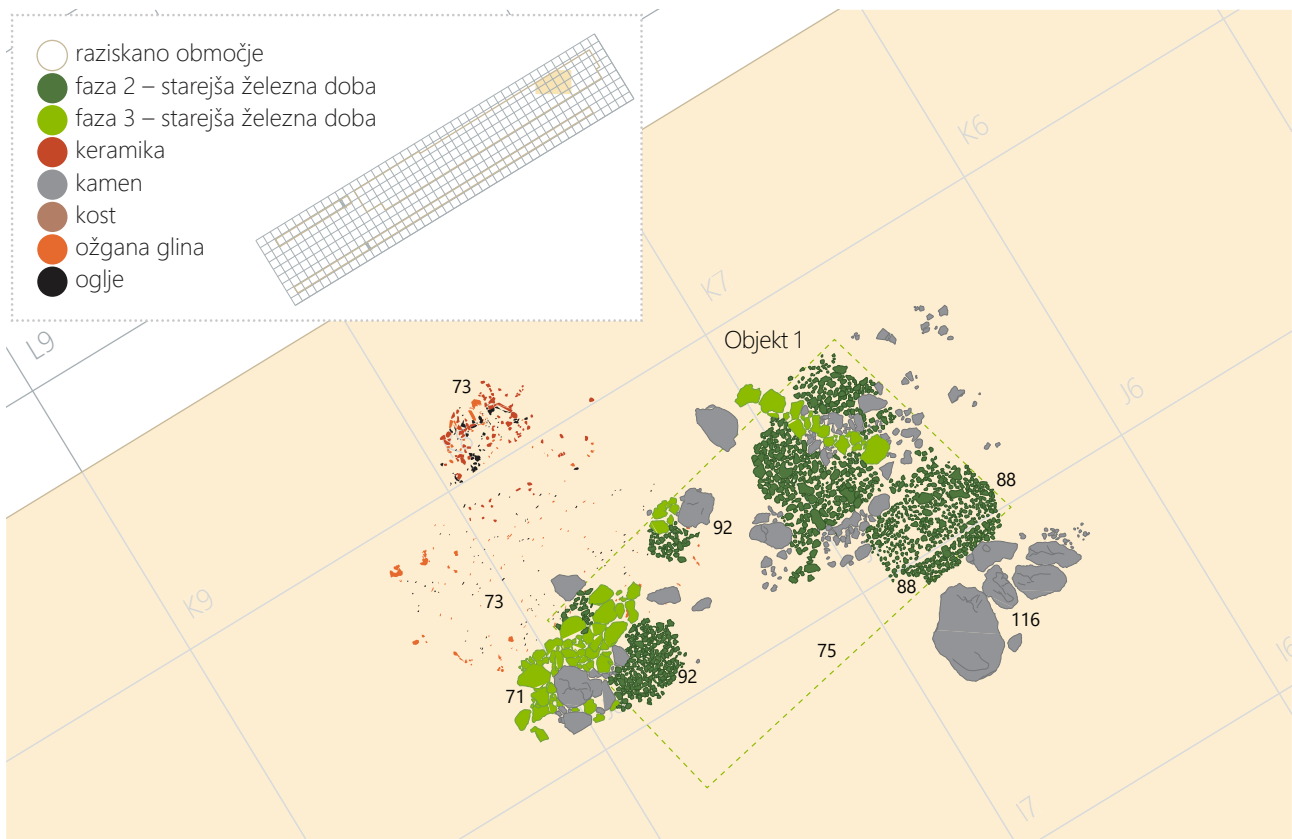 raziskano območje
faza 2 – starejša železna doba
faza 3 – starejša železna doba
keramika
kamen
kost
ožgana glina
oglje
K6
K7
L9
Objekt 1
73
J6
88
92
K9
73
88
116
75
I6
71
92
I7